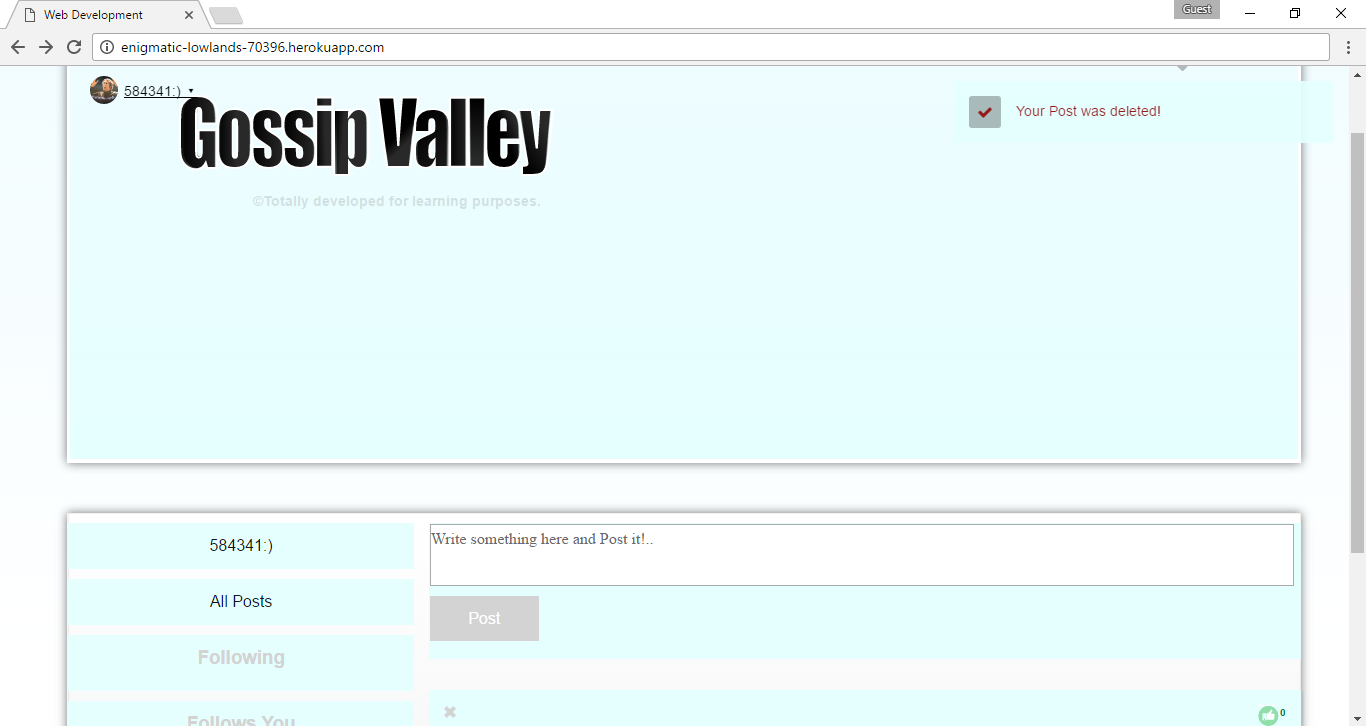 Web Development
Guest
enigmatic-lowlands-70396.herokuapp.com
584341:)
Your Post was deleted!
Gossip Valley
©Totally developed for learning purposes.
584341:)
Write something here and Post it!..
All Posts
Post
Following
Follows You
0